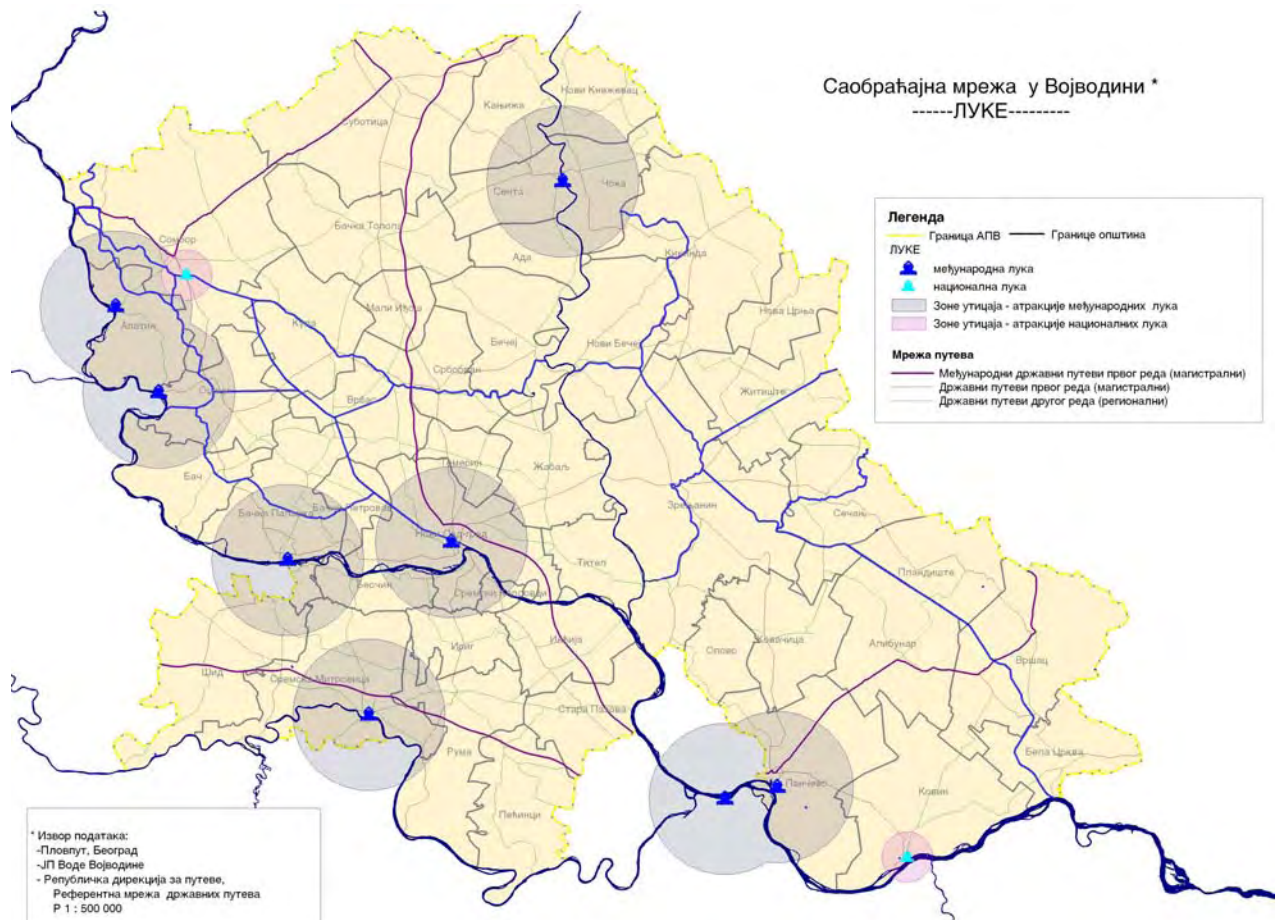 Саобраћајна мрежа у Војводини *
------ЛУКЕ---------
Легенда
Граница АПВ
Границе општина
ЛУКЕ
међународна лука
национална лука
Зоне утицаја - атракције међународних лука
Зоне утицаја - атракције националних лука
Мрежа путева
Међународни државни путеви првог реда (магистрални)
Државни путеви првог реда (магистрални)
Државни путеви другог реда (регионални)
Нови Кнежевац
Кањижа
Суботица
Сента
Чока
Сомбор
Бачка Топола
Ада
Кикинда
Апатин
Кула
Мали Иђош
Нова Црња
Бечеј
Нови Бечеј
Србобран
Житиште
Врбас
Бач
Темерин
Жабаљ
Зрењанин
Сечањ
Бачка Паланка
Бачки Петровац
Нови Сад-град
Тител
Пландиште
Беочин
Сремски Карловци
Ириг
Инђија
Опово
Ковачица
Алибунар
Вршац
Шид
Сремска Митровица
Стара Пазова
Рума
Пећинци
Панчево
Ковин
Бела Црква
* Извор података:
-Пловпут, Београд
-ЈП Воде Војводине
- Републичка дирекција за путеве,
Референтна мрежа државних путева
Р 1 : 500 000